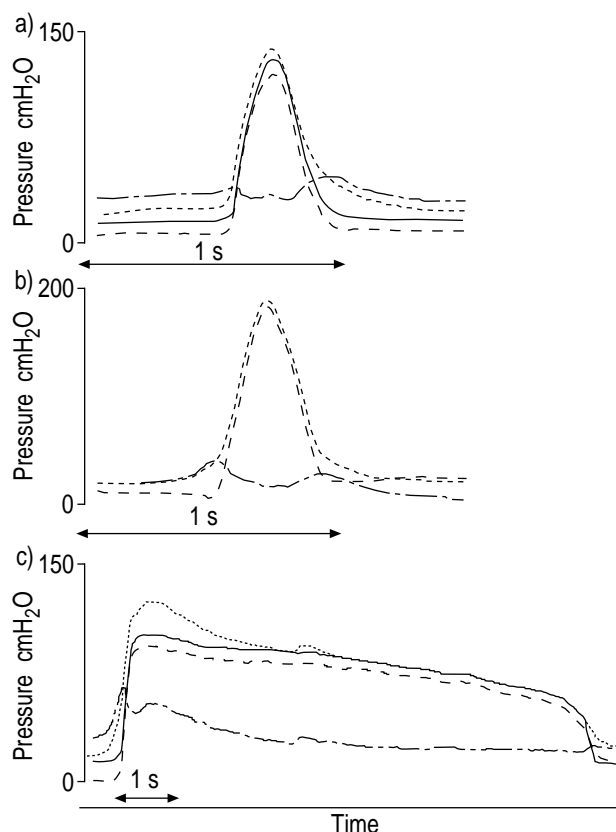 a)
150
Pressure cmH2O
0
1 s
b)
200
Pressure cmH2O
0
1 s
c)
150
Pressure cmH2O
0
1 s
Time